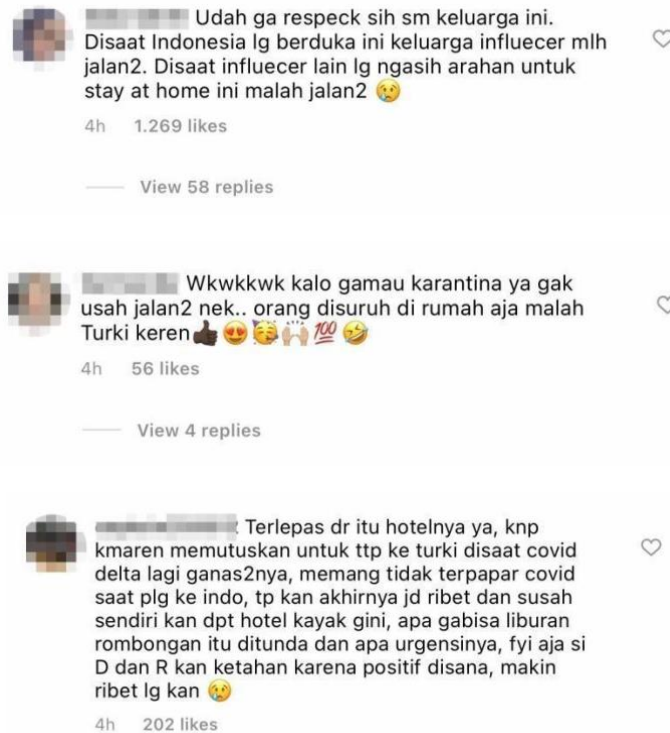 Udah ga respeck sih sm keluarga ini.
Disaat Indonesia lg berduka ini keluarga influecer mlh
jalan2. Disaat influecer lain lg ngasih arahan untuk
stay at home ini malah jalan2 😢
4h 1.269 likes
View 58 replies
Wkwkkwk kalo gamau karantina ya gak
usah jalan2 nek.. orang disuruh di rumah aja malah
Turki keren👍🏿😍🥳🙌🏼💯🤣
4h 56 likes
View 4 replies
Terlepas dr itu hotelnya ya, knp
kmaren memutuskan untuk ttp ke turki disaat covid
delta lagi ganas2nya, memang tidak terpapar covid
saat plg ke indo, tp kan akhirnya jd ribet dan susah
sendiri kan dpt hotel kayak gini, apa gabisa liburan
rombongan itu ditunda dan apa urgensinya, fyi aja si
D dan R kan ketahan karena positif disana, makin
ribet lg kan 😢
4h 202 likes